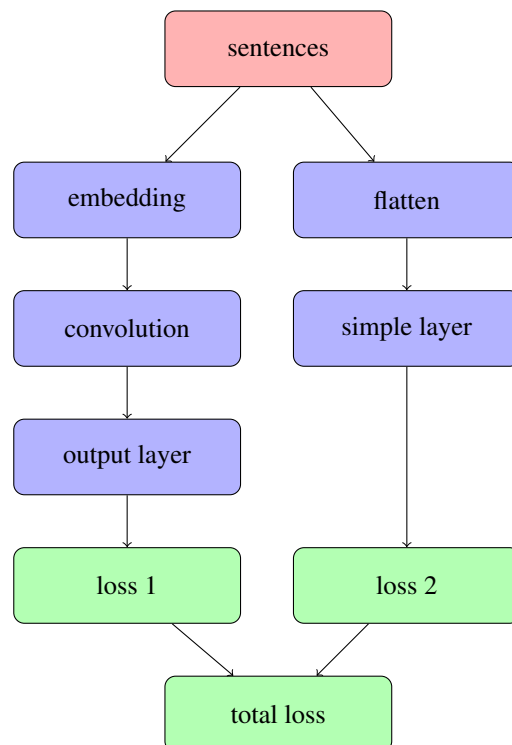 sentences
embedding
flatten
convolution
simple layer
output layer
loss 1
loss 2
total loss